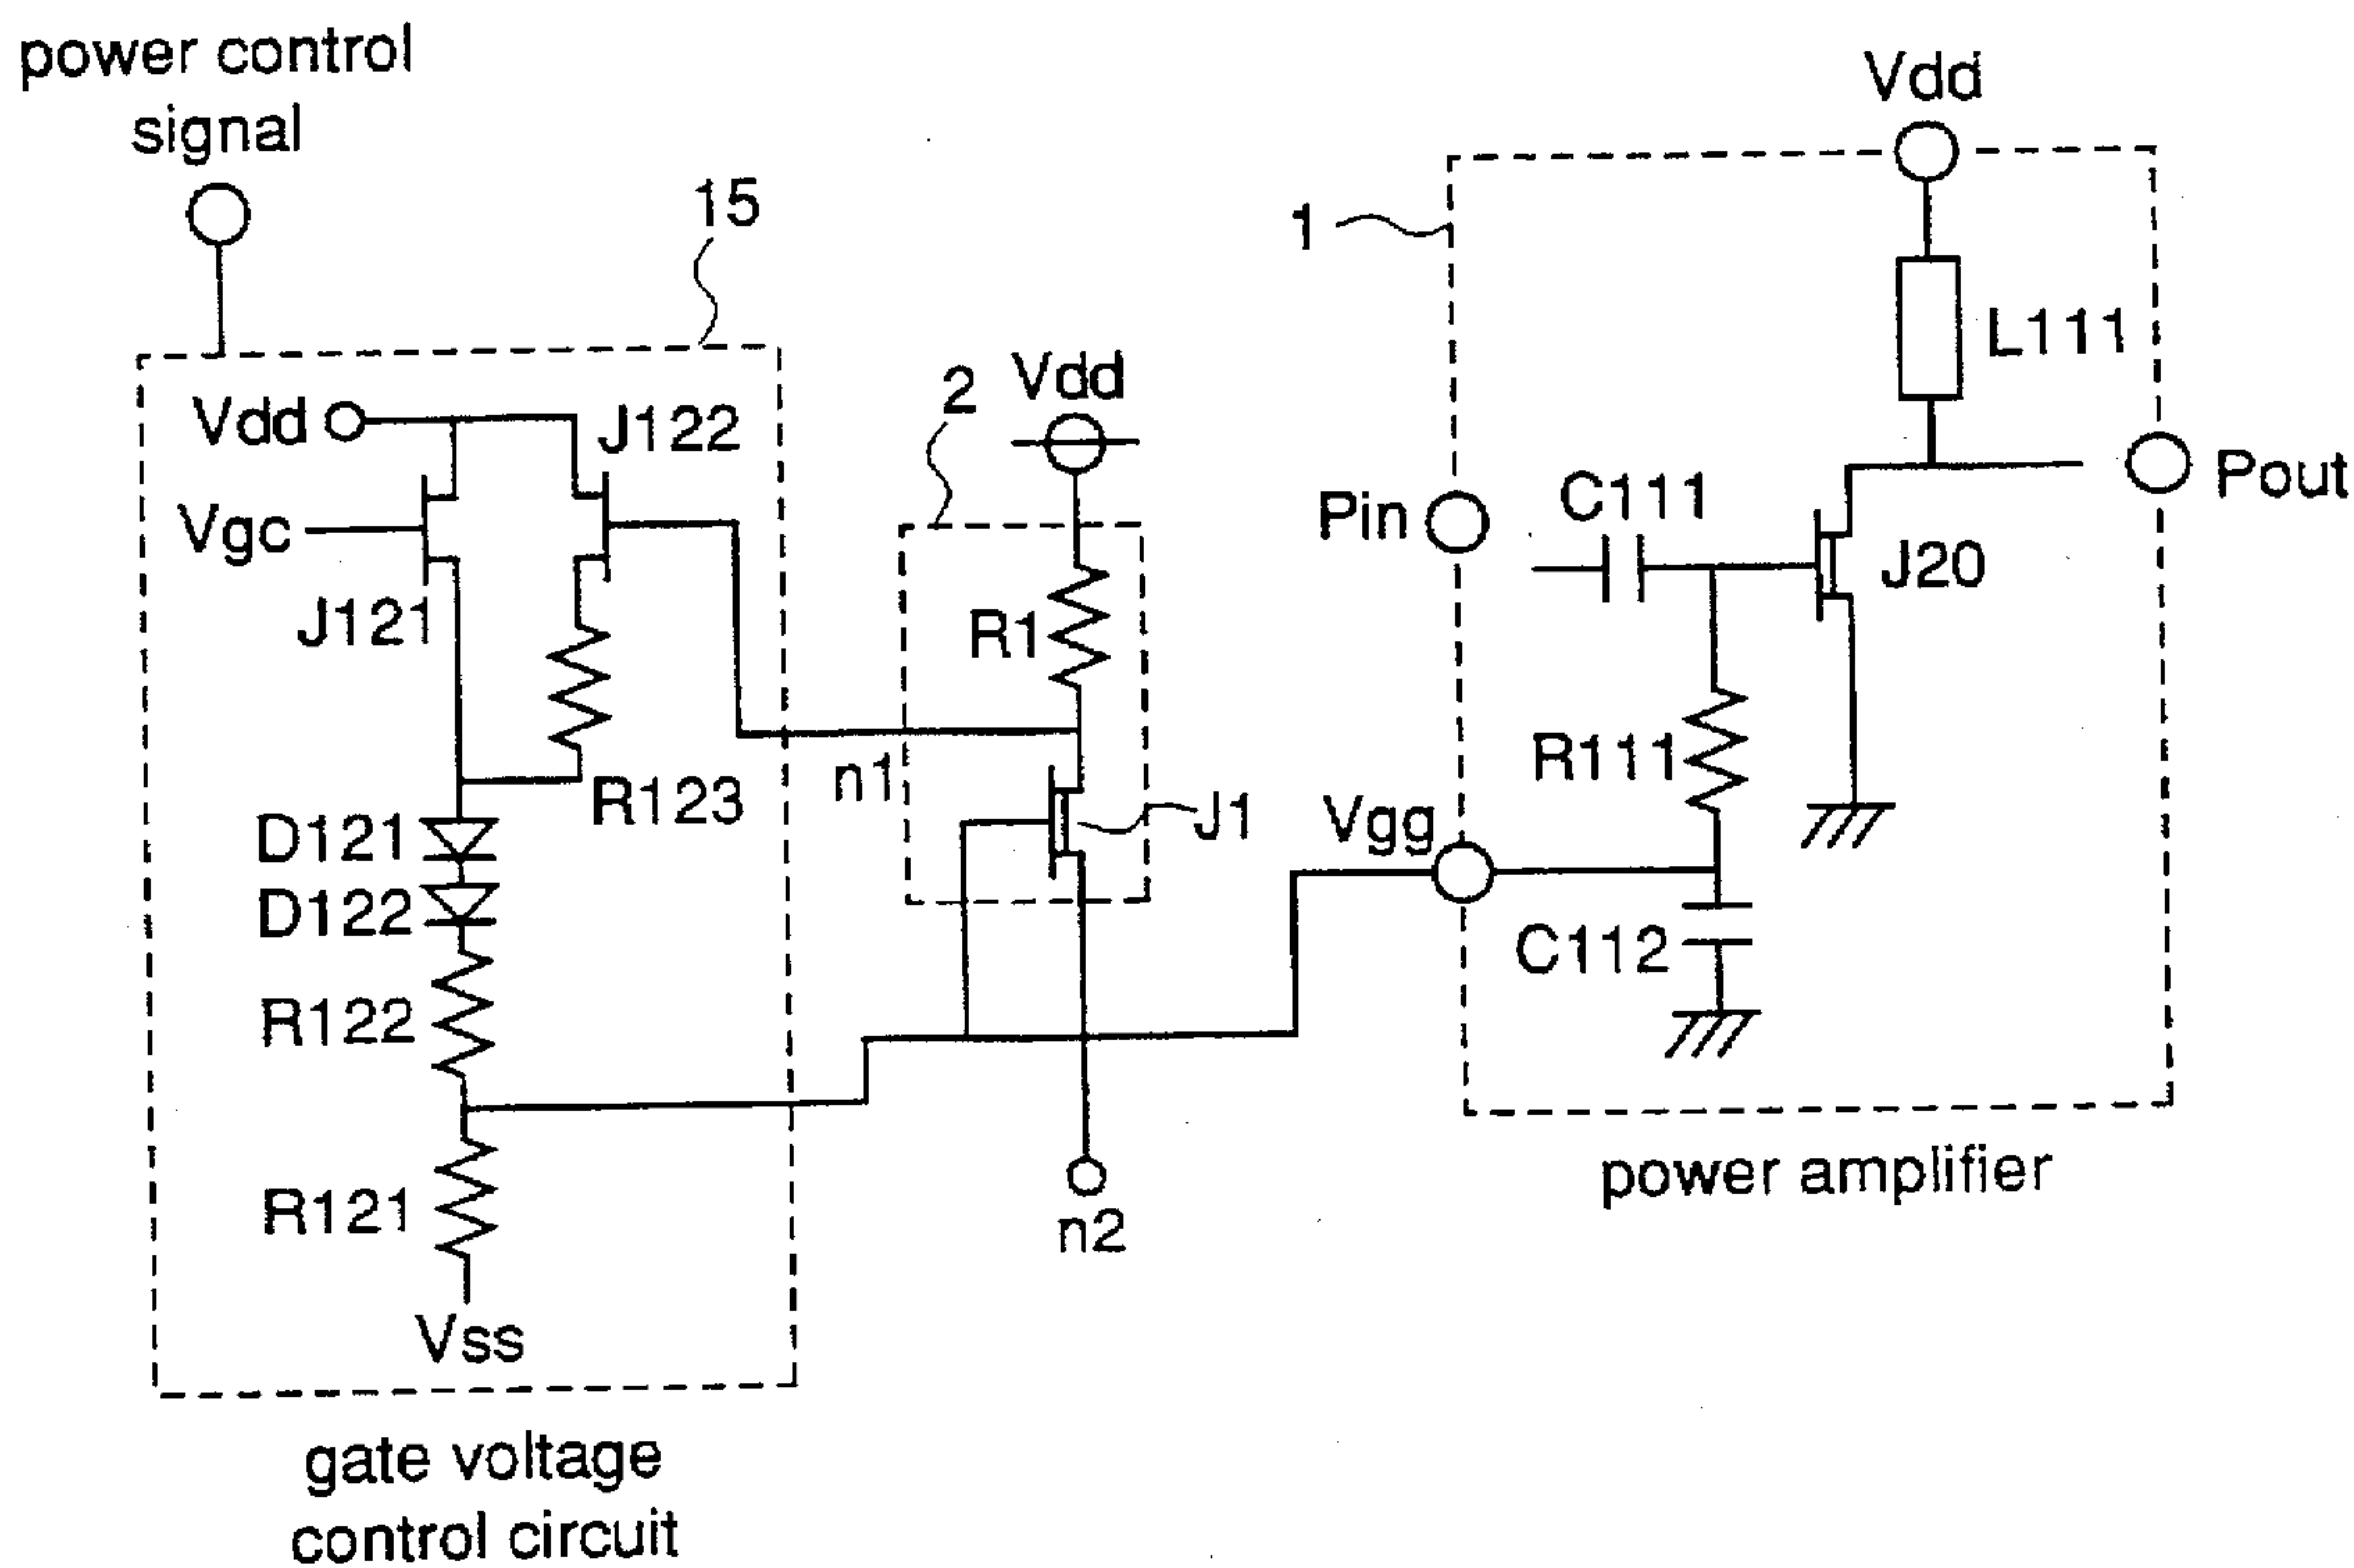 power control
signal
15
Vdd
J122
Vgc
J121
R123
D121
D122
R122
R121
Vss
gate voltage
control circuit
2
Vdd
R1
n1
J1
n2
1
Vdd
L111
Pin
C111
Pout
J20
R111
Vgg
C112
power amplifier